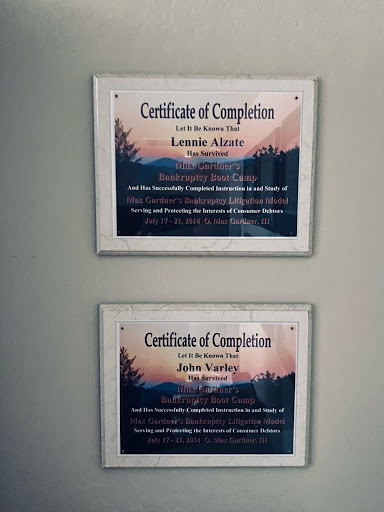 Certificate of Completion
Let It Be Known That
Lennie Alzate
Has Survived
Max Gardner's
Bankruptcy Boot Camp
And Has Successfully Completed Instruction in and Study of
Max Gardner's Bankruptcy Litigation Model
Serving and Protecting the Interests of Consumer Debtors
July 17 - 21, 2014 O. Max Gardner, III
Certificate of Completion
Let It Be Known That
John Varley
Has Survived
Max Gardner's
Bankruptcy Boot Camp
And Has Successfully Completed Instruction in and Study of
Max Gardner's Bankruptcy Litigation Model
Serving and Protecting the Interests of Consumer Debtors
July 17 - 21, 2014 O. Max Gardner, III